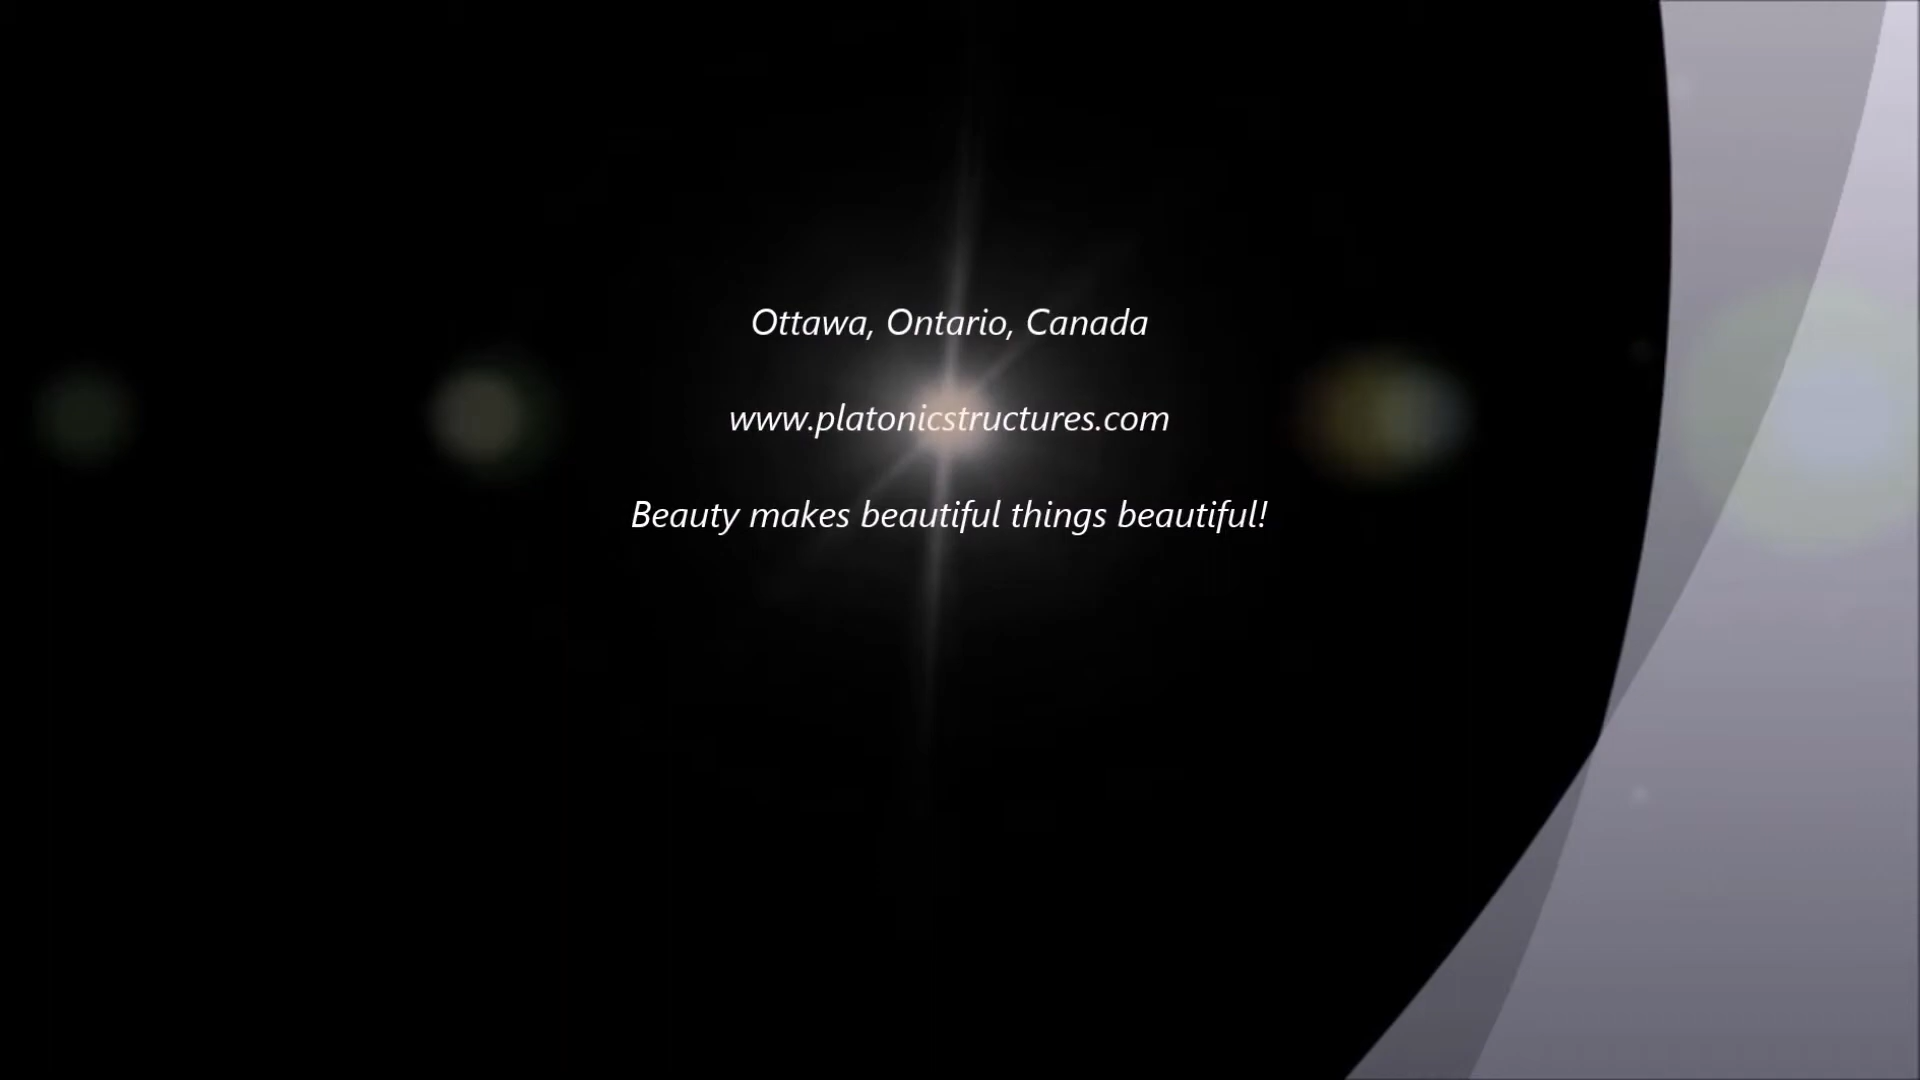 Ottawa, Ontario, Canada
www.platonicstructures.com
Beauty makes beautiful things beautiful!